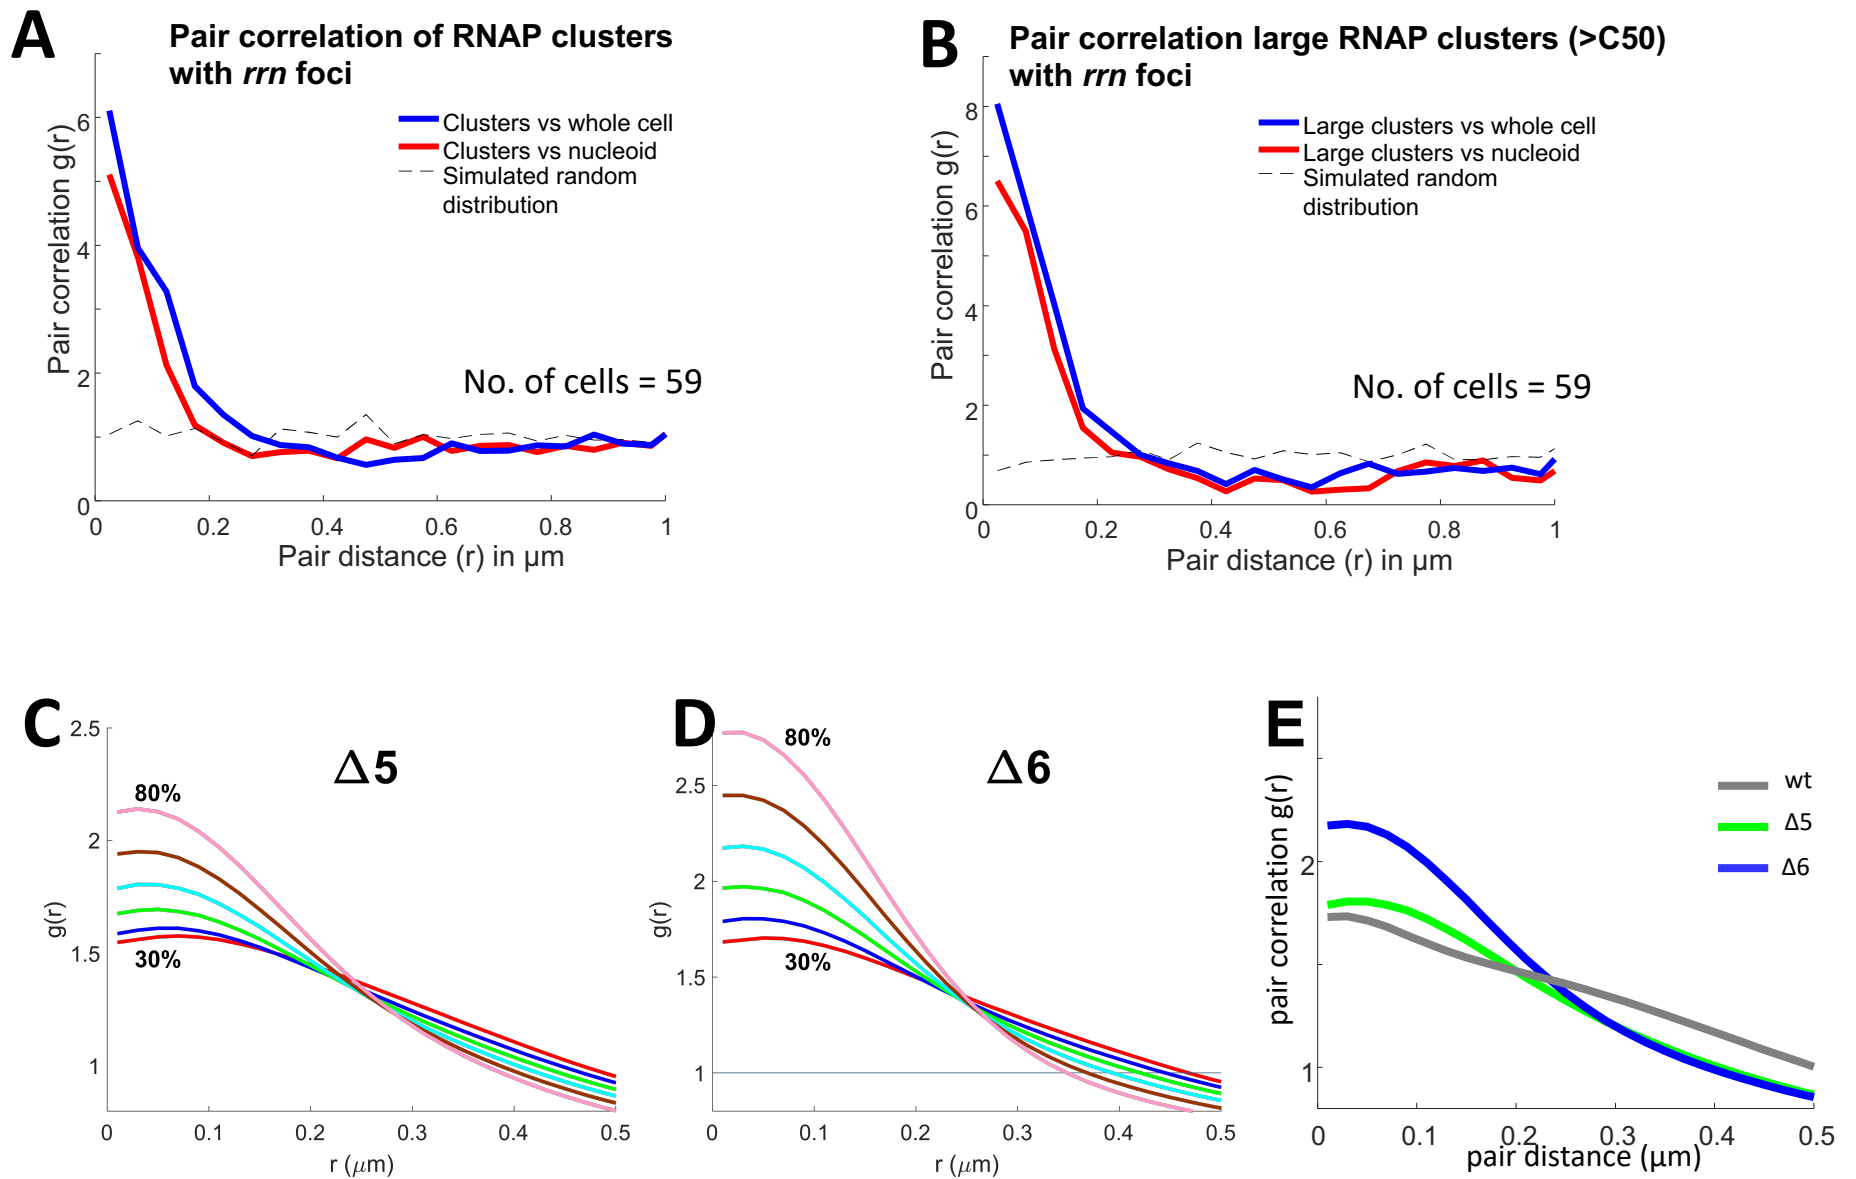 A
Pair correlation of RNAP clusters
with rrn foci
Pair correlation g(r)
6
4
2
0
Clusters vs whole cell
Clusters vs nucleoid
Simulated random
distribution
No. of cells = 59
0 0.2 0.4 0.6 0.8 1
Pair distance (r) in µm
B
Pair correlation large RNAP clusters (>C50)
with rrn foci
Pair correlation g(r)
8
6
4
2
0
Large clusters vs whole cell
Large clusters vs nucleoid
Simulated random
distribution
No. of cells = 59
0 0.2 0.4 0.6 0.8 1
Pair distance (r) in µm
C
Δ5
g(r)
2.5
2
1.5
1
80%
30%
0 0.1 0.2 0.3 0.4 0.5
r (µm)
D
Δ6
g(r)
2.5
2
1.5
1
80%
30%
0 0.1 0.2 0.3 0.4 0.5
r (µm)
E
pair correlation g(r)
2
1
wt
Δ5
Δ6
0 0.1 0.2 0.3 0.4 0.5
pair distance (µm)